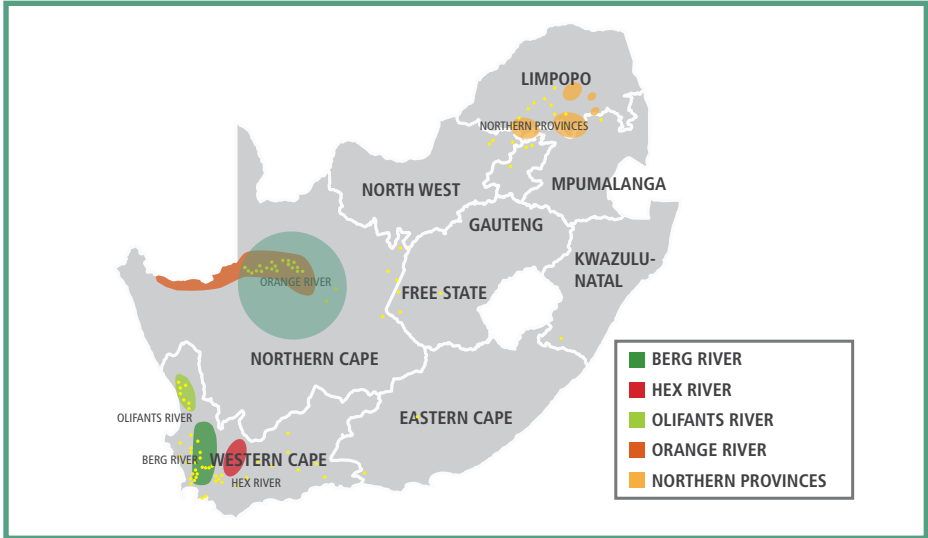 LIMPOPO
NORTHERN PROVINCES
NORTH WEST
MPUMALANGA
GAUTENG
KWAZULU-
NATAL
ORANGE RIVER
FREE STATE
NORTHERN CAPE
OLIFANTS RIVER
EASTERN CAPE
BERG RIVER
WESTERN CAPE
HEX RIVER
BERG RIVER
HEX RIVER
OLIFANTS RIVER
ORANGE RIVER
NORTHERN PROVINCES